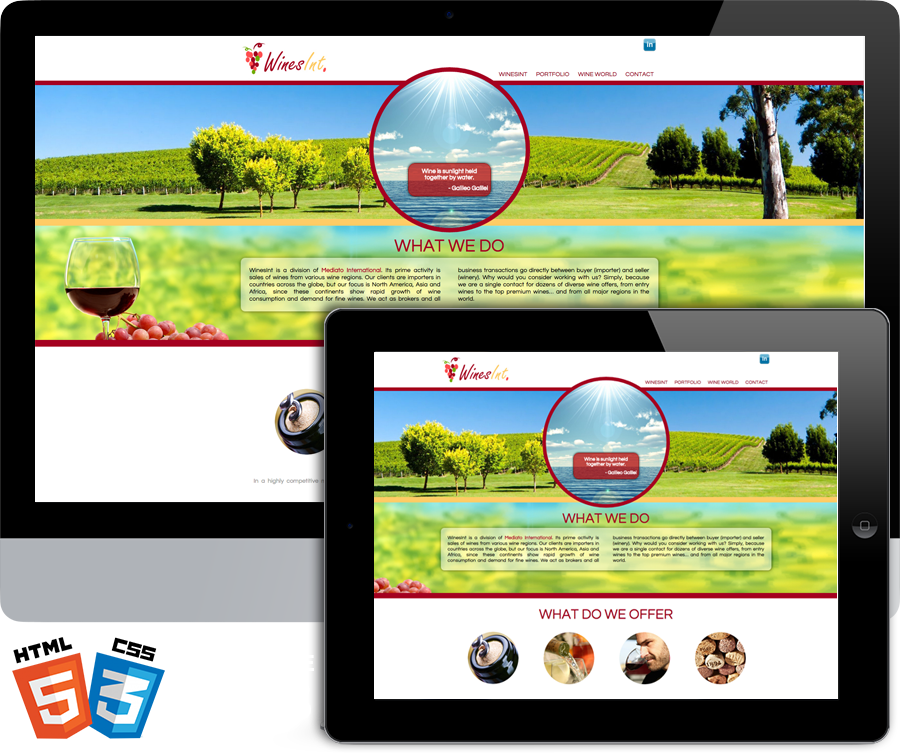 WinesInt.
in
WINESINT PORTFOLIO WINE WORLD CONTACT
Wine is sunlight held
together by water.
- Galileo Galilei
WHAT WE DO
WinesInt is a division of Mediato International. Its prime activity is
sales of wines from various wine regions. Our clients are importers in
countries across the globe, but our focus is North America, Asia and
Africa, since these continents show rapid growth of wine
consumption and demand for fine wines. We act as brokers and all
business transactions go directly between buyer (importer) and seller
(winery). Why would you consider working with us? Simply, because
we are a single contact for dozens of diverse wine offers, from entry
wines to the top premium wines... and from all major regions in the
world.
In a highly competitive
WinesInt.
in
WINESINT PORTFOLIO WINE WORLD CONTACT
Wine is sunlight held
together by water.
- Galileo Galilei
WHAT WE DO
WinesInt is a division of Mediato International. Its prime activity is
sales of wines from various wine regions. Our clients are importers in
countries across the globe, but our focus is North America, Asia and
Africa, since these continents show rapid growth of wine
consumption and demand for fine wines. We act as brokers and all
business transactions go directly between buyer (importer) and seller
(winery). Why would you consider working with us? Simply, because
we are a single contact for dozens of diverse wine offers, from entry
wines to the top premium wines... and from all major regions in the
world.
WHAT DO WE OFFER
1994
HTML
5
CSS
3